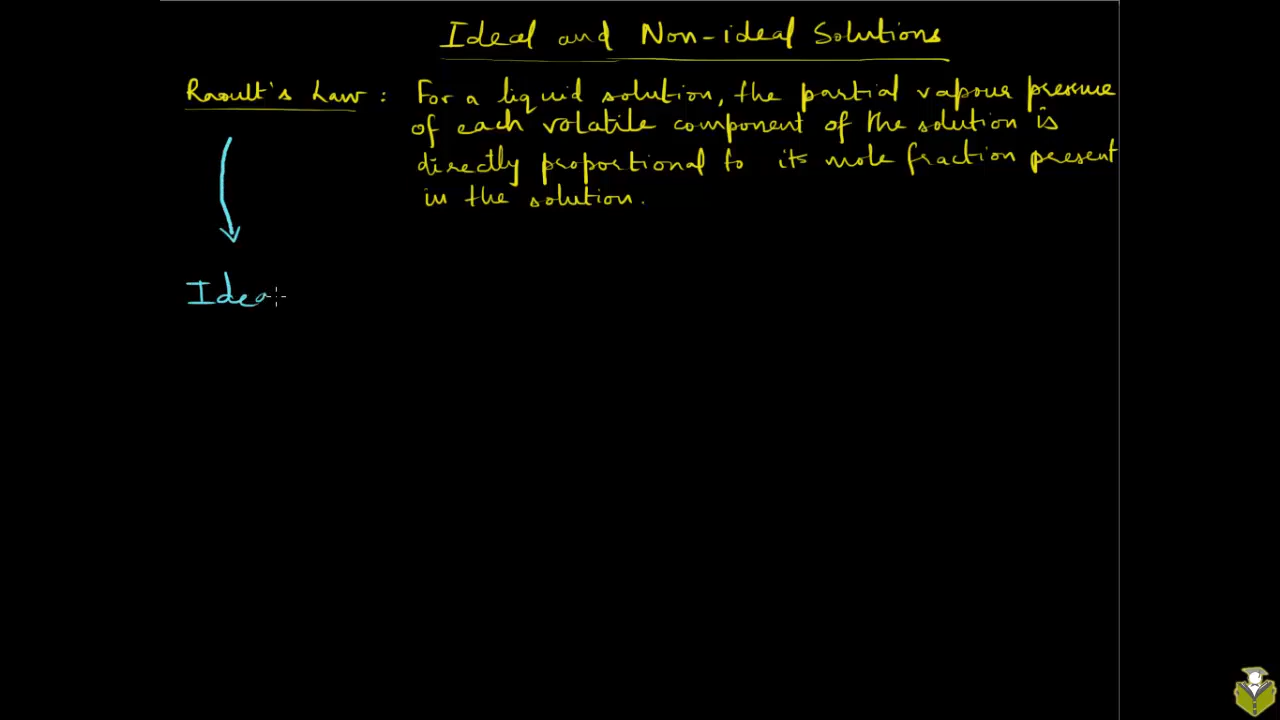 Ideal and Non-ideal Solutions
Raoult's Law : For a liquid solution, the partial vapour pressure
of each volatile component of the solution is
directly proportional to its mole fraction present
in the solution.
Idea